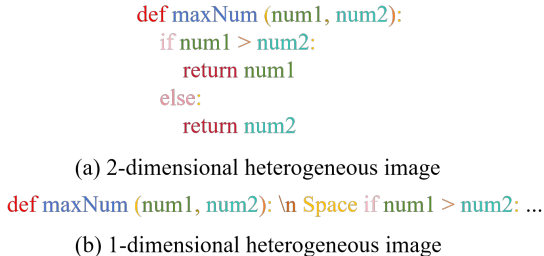 def maxNum (num1, num2):
if num1 > num2:
return num1
else:
return num2
(a) 2-dimensional heterogeneous image
def maxNum (num1, num2): \n Space if num1 > num2: ...
(b) 1-dimensional heterogeneous image